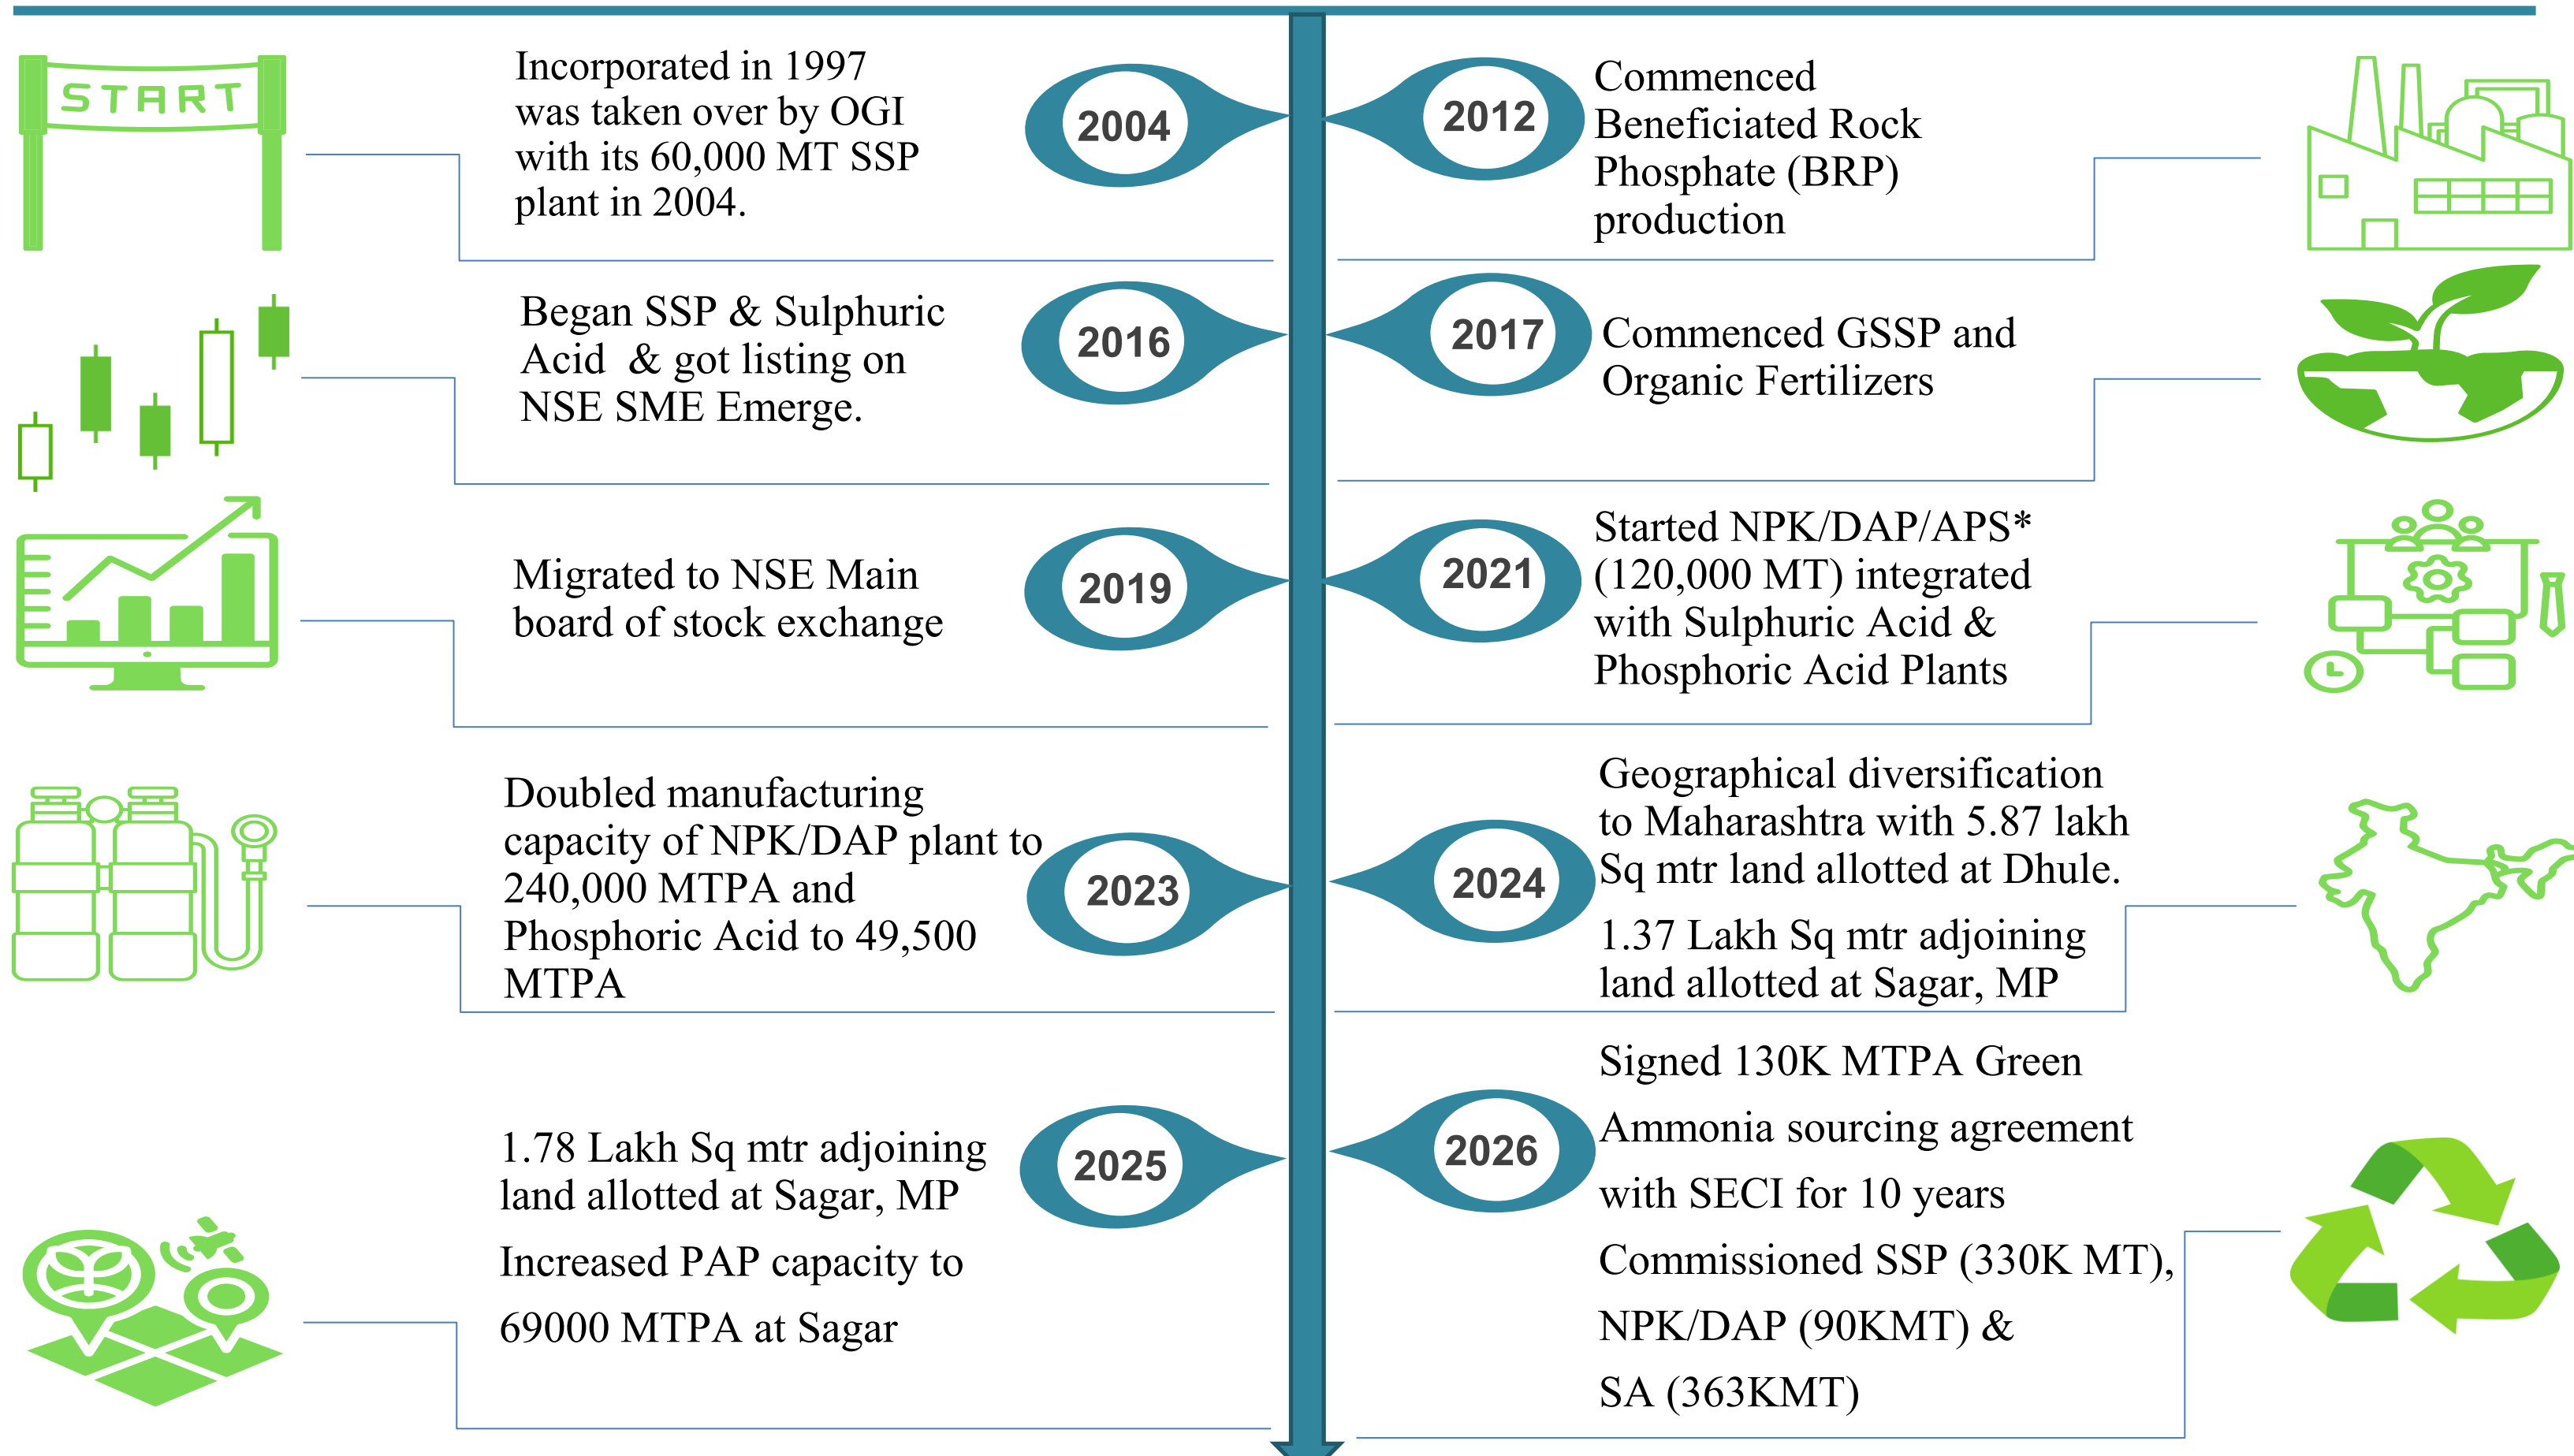 START
Incorporated in 1997
was taken over by OGI
with its 60,000 MT SSP
plant in 2004.
2004
2012
Commenced
Beneficiated Rock
Phosphate (BRP)
production
Began SSP & Sulphuric
Acid & got listing on
NSE SME Emerge.
2016
2017
Commenced GSSP and
Organic Fertilizers
Migrated to NSE Main
board of stock exchange
2019
2021
Started NPK/DAP/APS*
(120,000 MT) integrated
with Sulphuric Acid &
Phosphoric Acid Plants
Doubled manufacturing
capacity of NPK/DAP plant to
240,000 MTPA and
Phosphoric Acid to 49,500
MTPA
2023
2024
Geographical diversification
to Maharashtra with 5.87 lakh
Sq mtr land allotted at Dhule.
1.37 Lakh Sq mtr adjoining
land allotted at Sagar, MP
1.78 Lakh Sq mtr adjoining
land allotted at Sagar, MP
Increased PAP capacity to
69000 MTPA at Sagar
2025
2026
Signed 130K MTPA Green
Ammonia sourcing agreement
with SECI for 10 years
Commissioned SSP (330K MT),
NPK/DAP (90KMT) &
SA (363KMT)